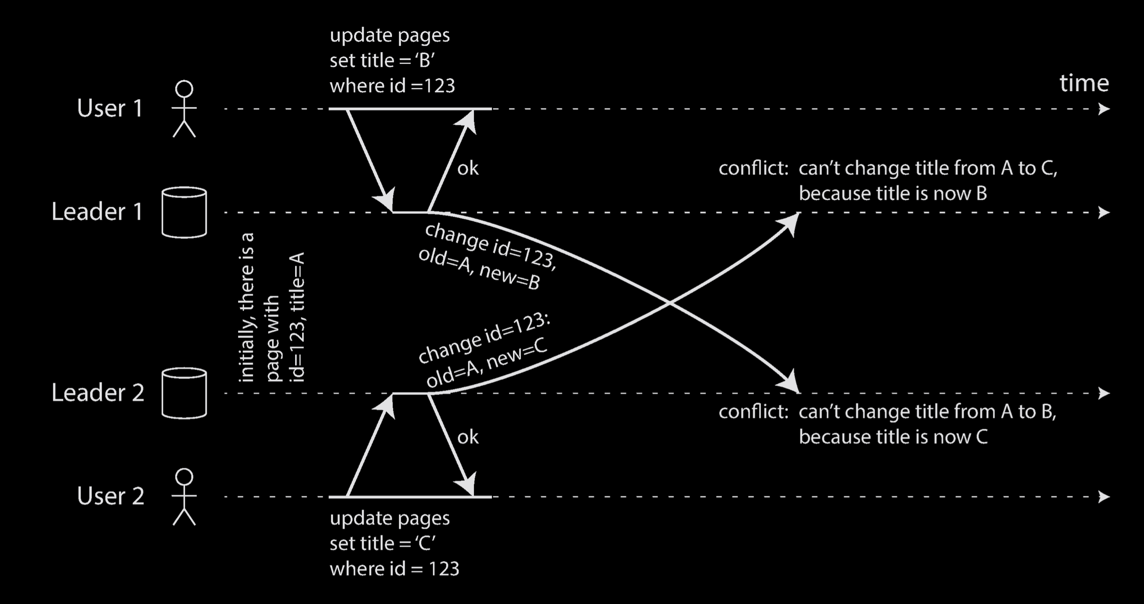 update pages
set title = ‘B’
where id =123
time
User 1
ok
conflict: can’t change title from A to C,
because title is now B
Leader 1
change id=123,
old=A, new=B
initially, there is a
page with
id=123, title=A
change id=123:
old=A, new=C
Leader 2
conflict: can’t change title from A to B,
because title is now C
ok
User 2
update pages
set title = ‘C’
where id = 123